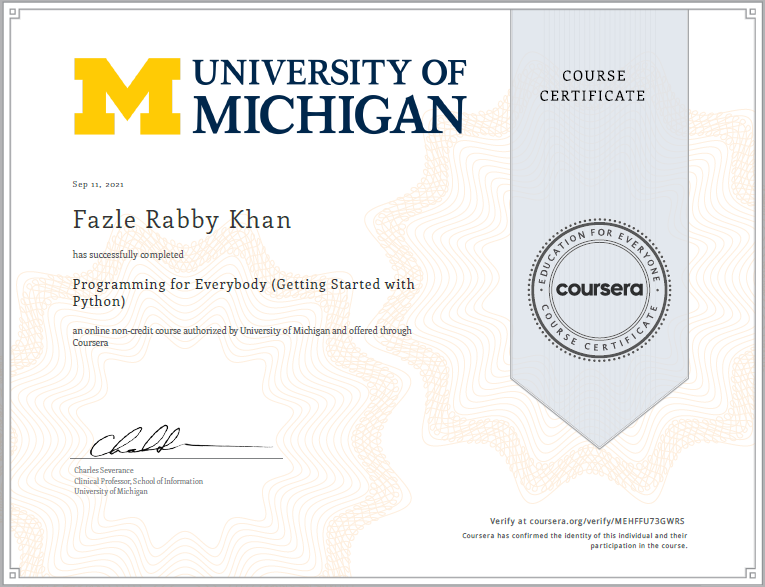 UNIVERSITY OF
MICHIGAN
COURSE
CERTIFICATE
Sep 11, 2021
Fazle Rabby Khan
has successfully completed
Programming for Everybody (Getting Started with
Python)
an online non-credit course authorized by University of Michigan and offered through
Coursera
EDUCATION FOR EVERYONE
coursera
COURSE CERTIFICATE
Charles Severance
Clinical Professor, School of Information
University of Michigan
Verify at coursera.org/verify/MEHFFU73GWRS
Coursera has confirmed the identity of this individual and their
participation in the course.